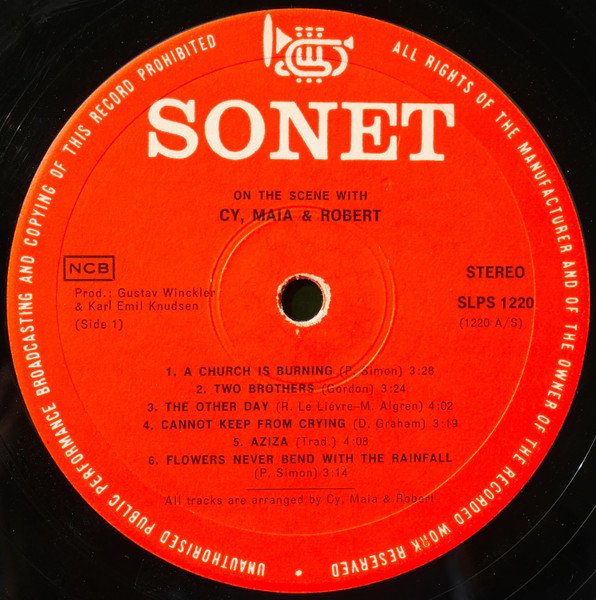 SONET
ON THE SCENE WITH
CY, MAIA & ROBERT
NCB
Prod.: Gustav Winckler
& Karl Emil Knudsen
(Side 1)
STEREO
SLPS 1220
(1220-A/S)
1. A CHURCH IS BURNING (P. Simon) 3:28
2. TWO BROTHERS (Gordon) 3:24
3. THE OTHER DAY (R. Le Liévre-M. Algren) 4:02
4. CANNOT KEEP FROM CRYING (D. Graham) 3:19
5. AZIZA (Trad.) 4:08
6. FLOWERS NEVER BEND WITH THE RAINFALL
(P. Simon) 3:14
All tracks are arranged by Cy, Maia & Robert
ALL RIGHTS OF THE MANUFACTURER AND OF THE OWNER OF THE RECORDED WORK RESERVED • UNAUTHORISED PUBLIC PERFORMANCE BROADCASTING AND COPYING OF THIS RECORD PROHIBITED